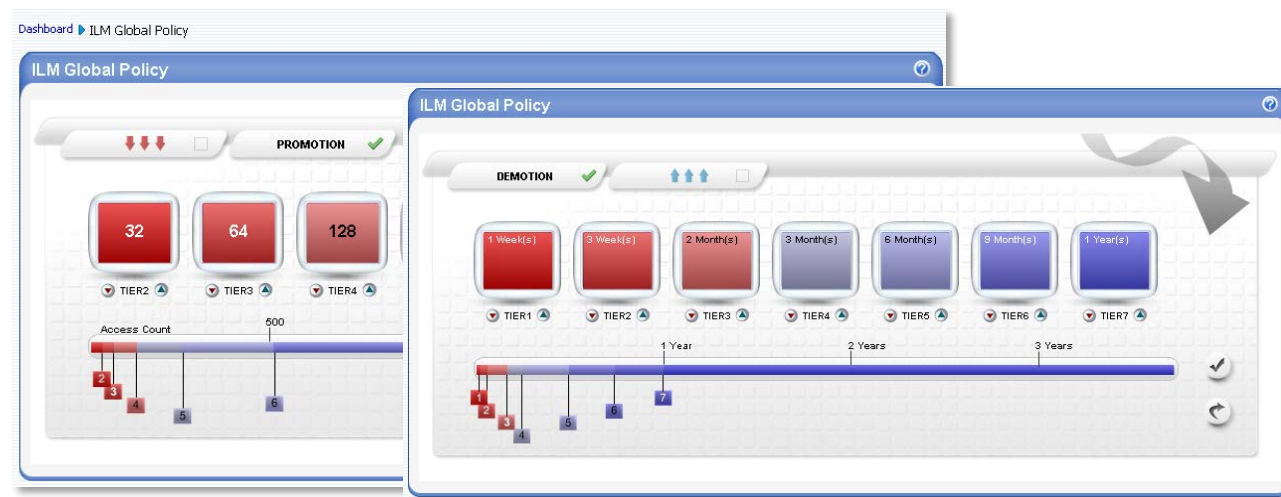 Dashboard ILM Global Policy
ILM Global Policy
PROMOTION
32 64 128
TIER2 TIER3 TIER4
Access Count 500
2
3
4
5
6
ILM Global Policy
DEMOTION
1 Week(s) 3 Week(s) 2 Month(s) 3 Month(s) 6 Month(s) 9 Month(s) 1 Year(s)
TIER1 TIER2 TIER3 TIER4 TIER5 TIER6 TIER7
1 Year 2 Years 3 Years
1
2
3
4
5
6
7